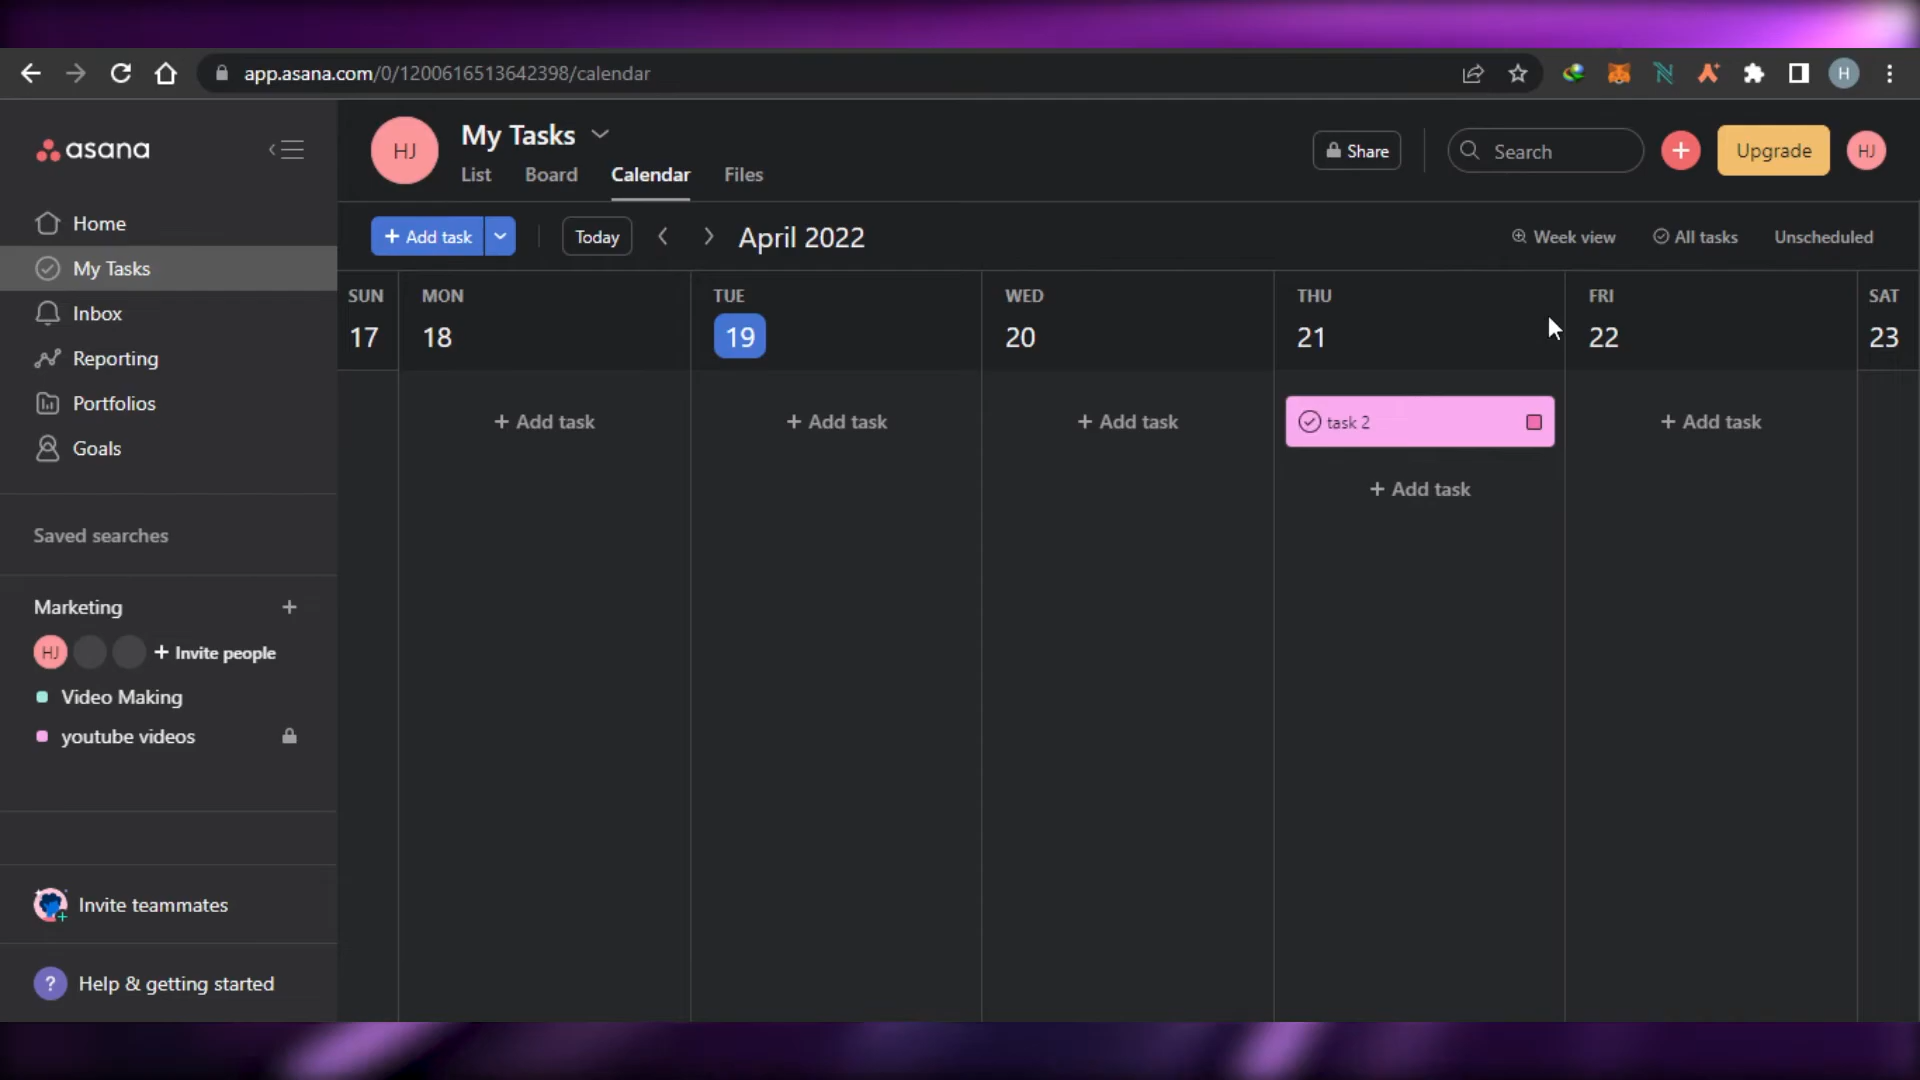 app.asana.com/0/1200616513642398/calendar
H
asana
HJ
My Tasks
List Board Calendar Files
Share
Search
Upgrade
HJ
Home
My Tasks
Inbox
Reporting
Portfolios
Goals
Saved searches
Marketing
HJ
+ Invite people
Video Making
youtube videos
Invite teammates
? Help & getting started
+ Add task
Today
April 2022
Week view
All tasks
Unscheduled
SUN MON TUE WED THU FRI SAT
17 18 19 20 21 22 23
+ Add task
+ Add task
+ Add task
task 2
+ Add task
+ Add task